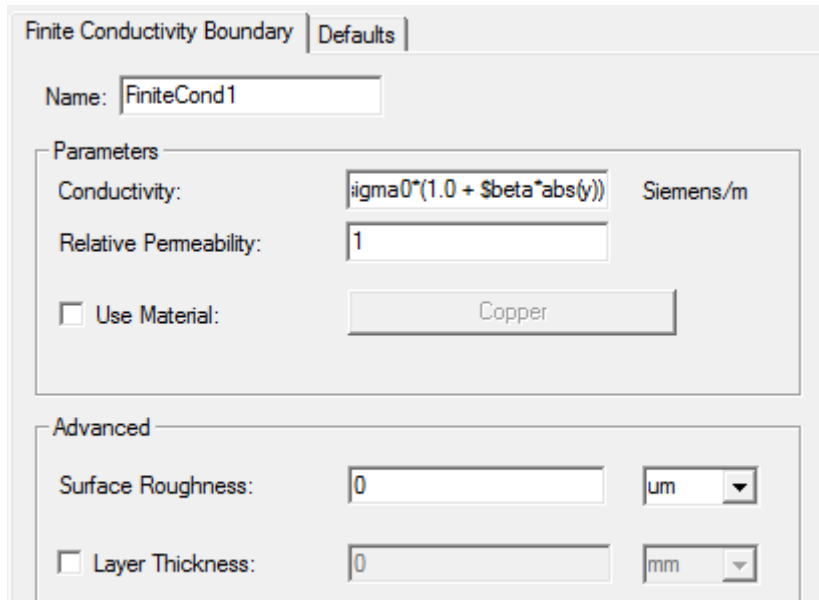 Finite Conductivity Boundary Defaults
Name: FiniteCond1
Parameters
Conductivity: sigma0*(1.0 + $beta*abs(y)) Siemens/m
Relative Permeability: 1
Use Material: Copper
Advanced
Surface Roughness: 0 um
Layer Thickness: 0 mm